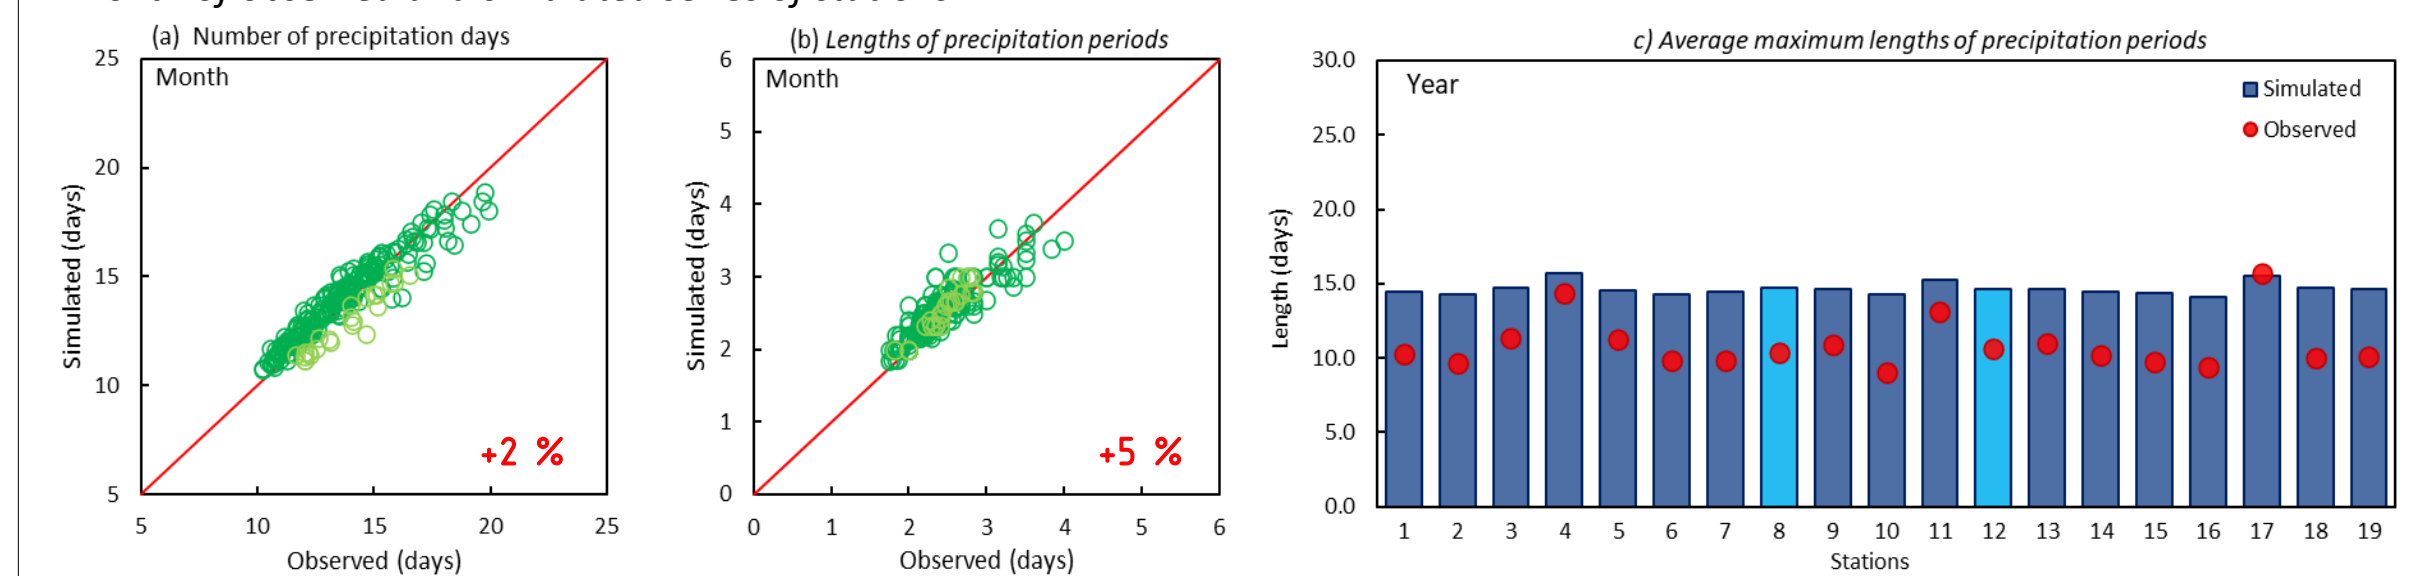 (a) Number of precipitation days
25
Month
20
15
10
5
Simulated (days)
+2 %
5 10 15 20 25
Observed (days)
(b) Lengths of precipitation periods
6
Month
5
4
3
2
1
0
Simulated (days)
+5 %
0 1 2 3 4 5 6
Observed (days)
c) Average maximum lengths of precipitation periods
30.0
Year
Simulated
Observed
25.0
20.0
15.0
10.0
5.0
0.0
Length (days)
1 2 3 4 5 6 7 8 9 10 11 12 13 14 15 16 17 18 19
Stations